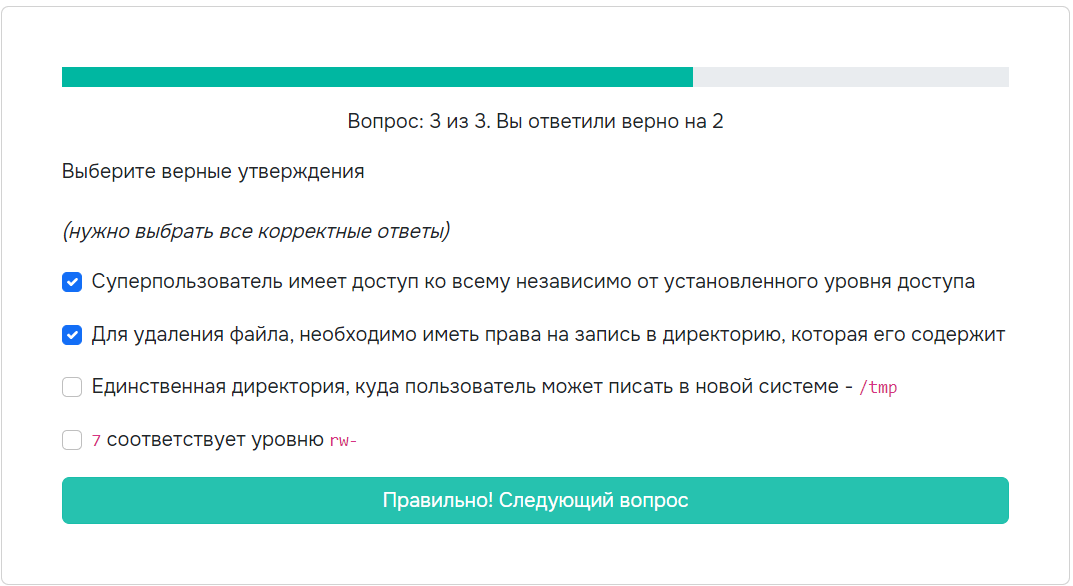 Вопрос: 3 из 3. Вы ответили верно на 2
Выберите верные утверждения
(нужно выбрать все корректные ответы)
Суперпользователь имеет доступ ко всему независимо от установленного уровня доступа
Для удаления файла, необходимо иметь права на запись в директорию, которая его содержит
Единственная директория, куда пользователь может писать в новой системе - /tmp
7 соответствует уровню rw-
Правильно! Следующий вопрос